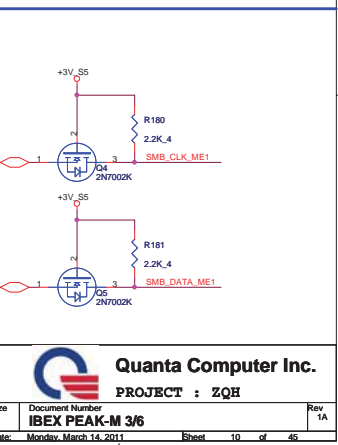 +3V_S5
R180
2.2K_4
2
1
3
SMB_CLK_ME1
Q4
2N7002K
+3V_S5
R181
2.2K_4
2
1
3
SMB_DATA_ME1
Q5
2N7002K
Quanta Computer Inc.
PROJECT : ZQH
ze Document Number Rev
IBEX PEAK-M 3/6 1A
ate: Monday, March 14, 2011 Sheet 10 of 45